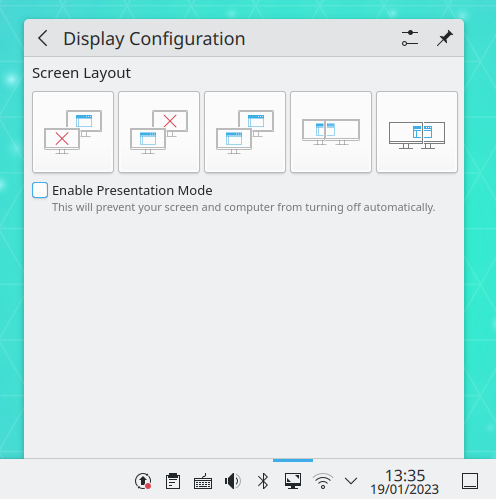 Display Configuration
Screen Layout
Enable Presentation Mode
This will prevent your screen and computer from turning off automatically.
13:35
19/01/2023